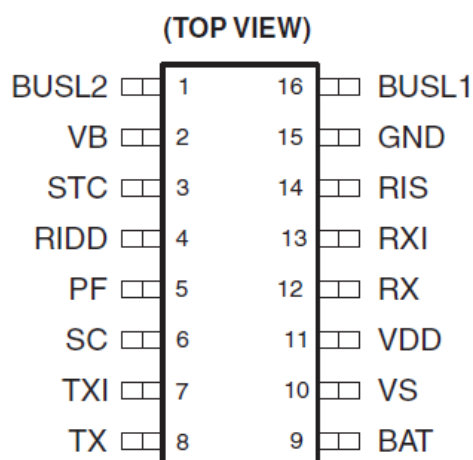 (TOP VIEW)
BUSL2 1 16 BUSL1
VB 2 15 GND
STC 3 14 RIS
RIDD 4 13 RXI
PF 5 12 RX
SC 6 11 VDD
TXI 7 10 VS
TX 8 9 BAT